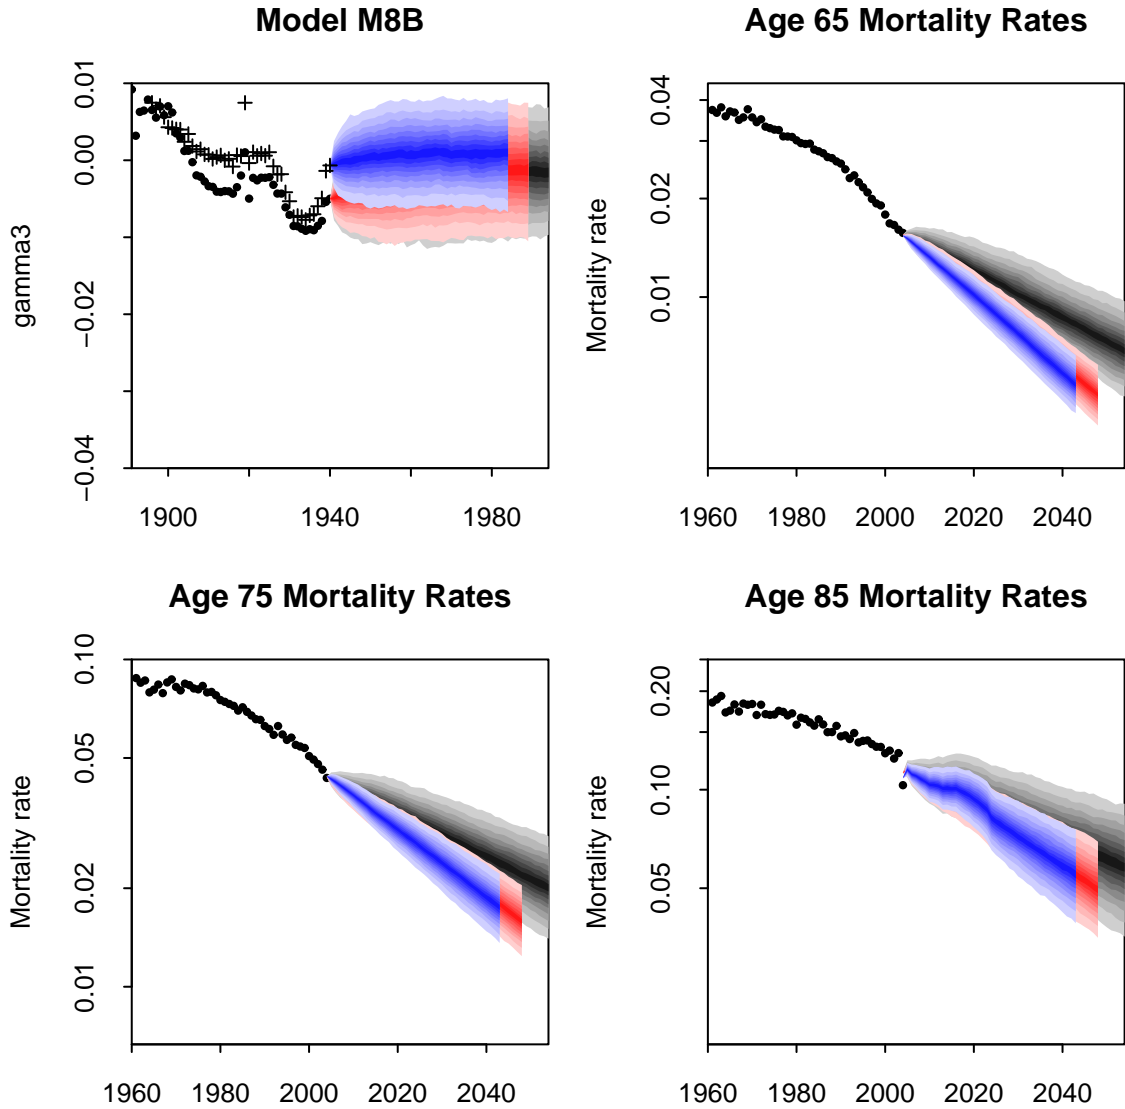 Model M8B
gamma3
0.01
0.00
−0.02
−0.04
1900 1940 1980
Age 65 Mortality Rates
Mortality rate
0.04
0.02
0.01
1960 1980 2000 2020 2040
Age 75 Mortality Rates
Mortality rate
0.10
0.05
0.02
0.01
1960 1980 2000 2020 2040
Age 85 Mortality Rates
Mortality rate
0.20
0.10
0.05
1960 1980 2000 2020 2040